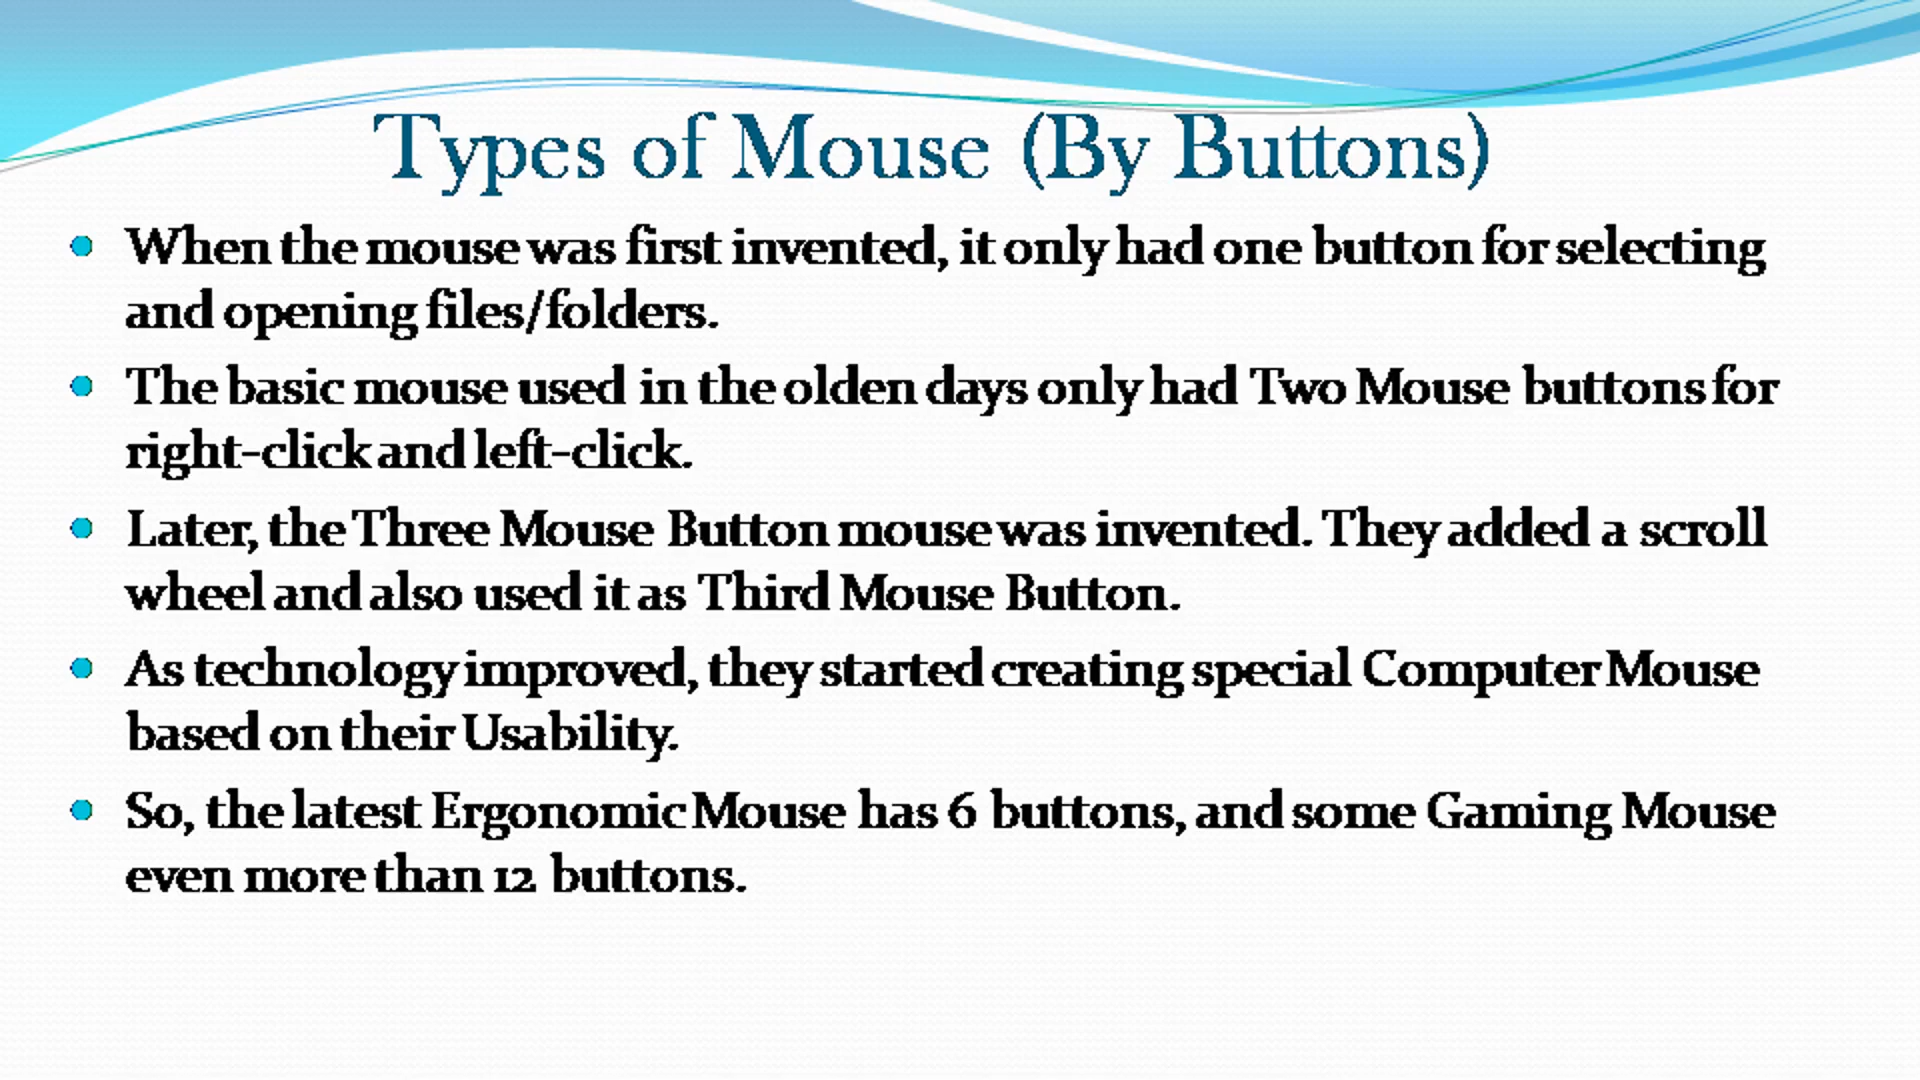 Types of Mouse (By Buttons)
When the mouse was first invented, it only had one button for selecting
and opening files/folders.
The basic mouse used in the olden days only had Two Mouse buttons for
right-click and left-click.
Later, the Three Mouse Button mouse was invented. They added a scroll
wheel and also used it as Third Mouse Button.
As technology improved, they started creating special Computer Mouse
based on their Usability.
So, the latest Ergonomic Mouse has 6 buttons, and some Gaming Mouse
even more than 12 buttons.